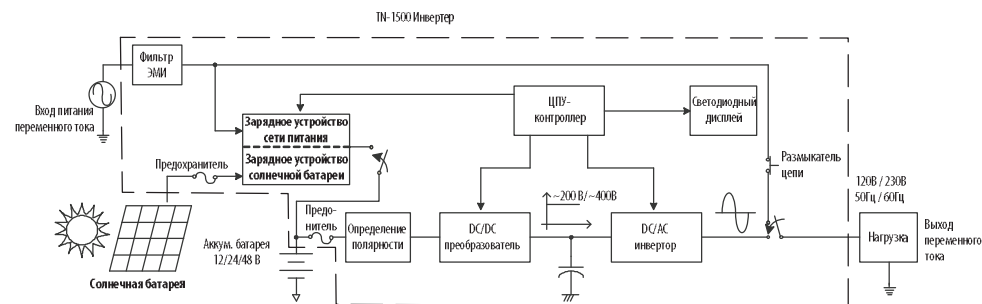 TN-1500 Инвертер
Фильтр
ЭМИ
Вход питания
переменного тока
ЦПУ-
контроллер
Светодиодный
дисплей
Зарядное устройство
сети питания
Зарядное устройство
солнечной батареи
Предохранитель
Размыкатель
цепи
120В / 230В
50Гц / 60Гц
~200 В/~400В
Предо-
нитель
Определение
полярности
DC/DC
преобразователь
DC/AC
инвертор
Нагрузка
Выход
переменного
тока
Аккум. батарея
12/24/48 В
Солнечная батарея